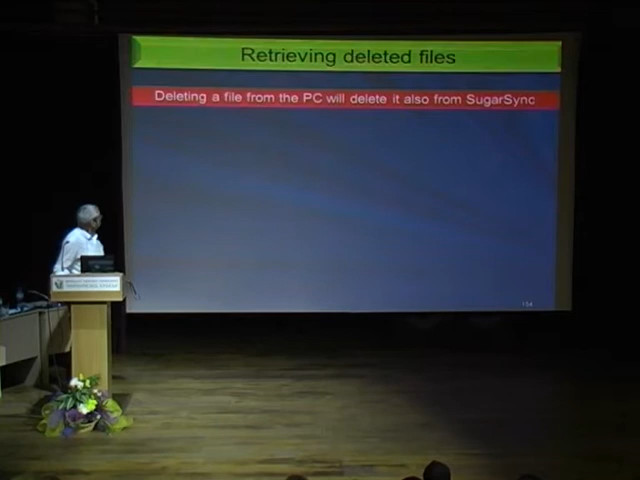 Retrieving deleted files
Deleting a file from the PC will delete it also from SugarSync
154